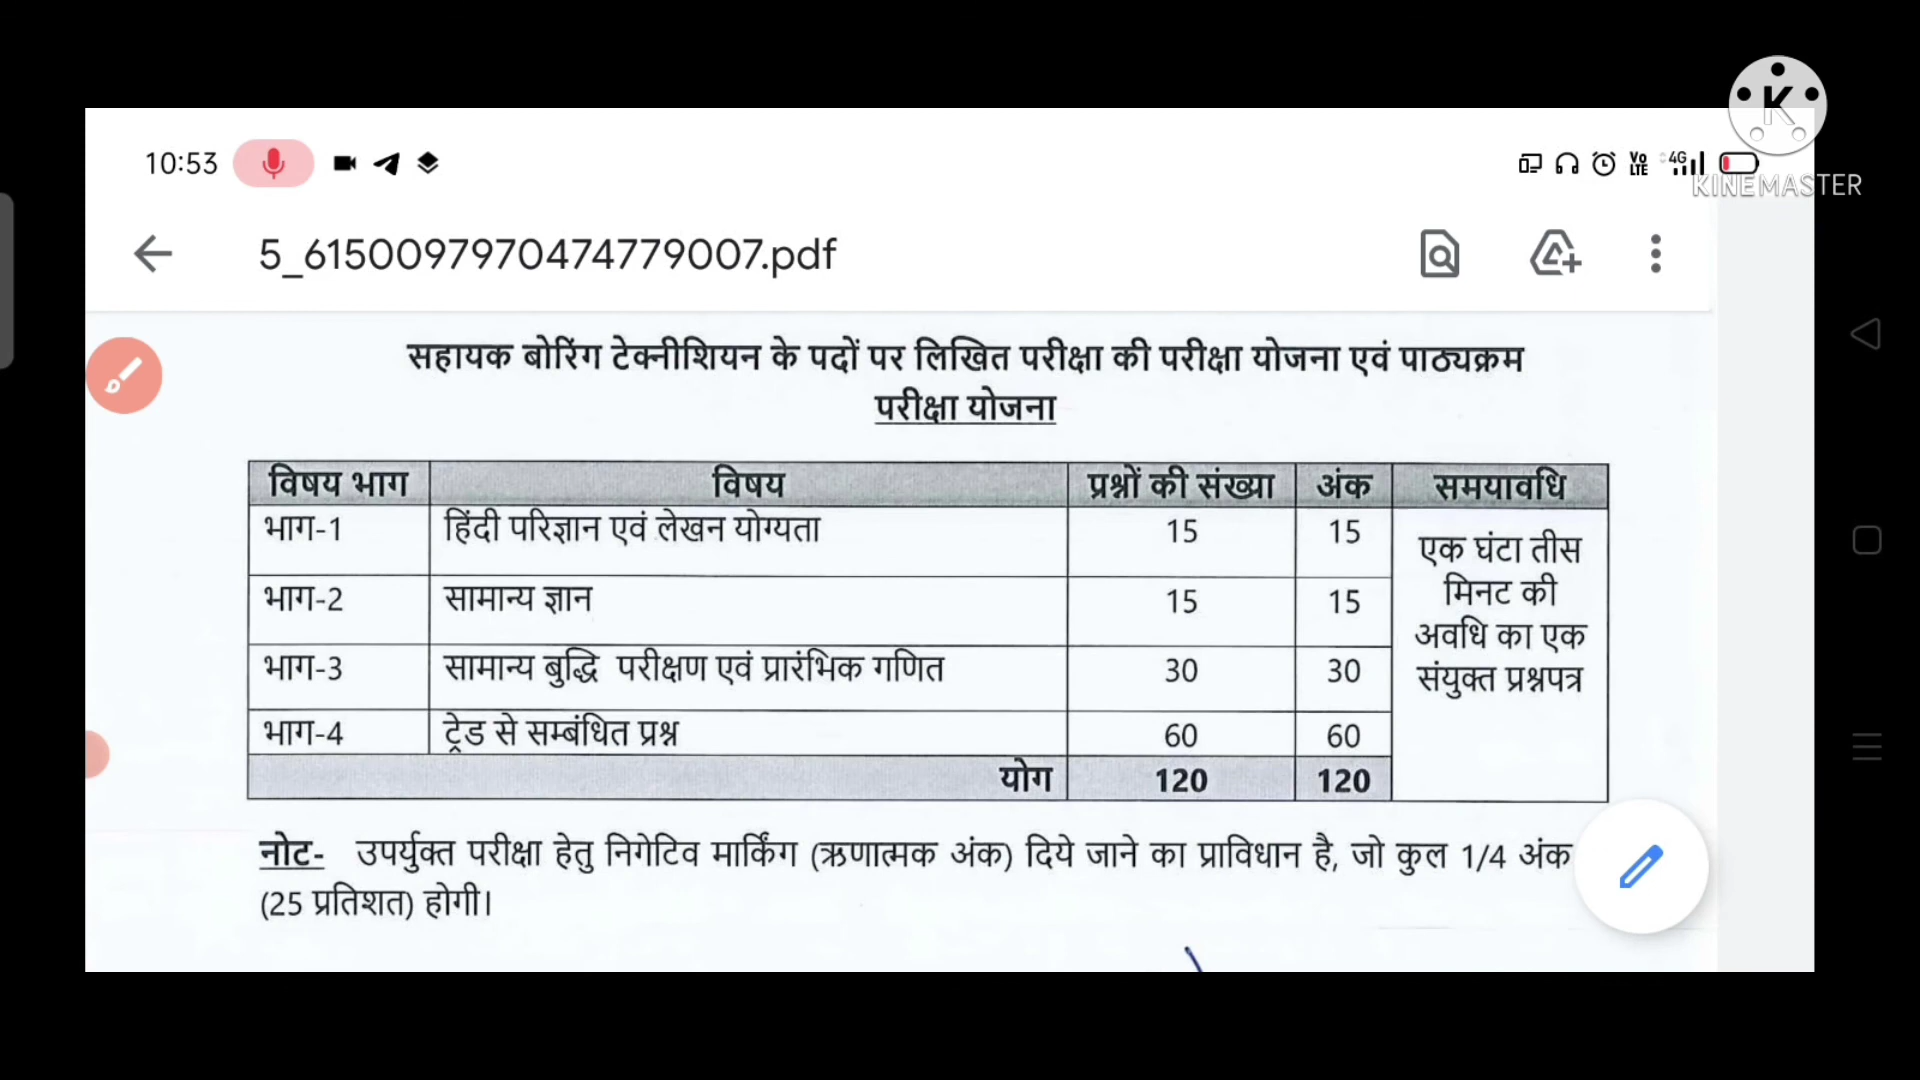 10:53
Vo LTE 4G
K
KINEMASTER
5_6150097970474779007.pdf
सहायक बोरिंग टेक्नीशियन के पदों पर लिखित परीक्षा की परीक्षा योजना एवं पाठ्यक्रम
परीक्षा योजना
विषय भाग विषय प्रश्नों की संख्या अंक समयावधि
भाग-1 हिंदी परिज्ञान एवं लेखन योग्यता 15 15
एक घंटा तीस
मिनट की
अवधि का एक
संयुक्त प्रश्नपत्र
भाग-2 सामान्य ज्ञान 15 15
भाग-3 सामान्य बुद्धि परीक्षण एवं प्रारंभिक गणित 30 30
भाग-4 ट्रेड से सम्बंधित प्रश्न 60 60
योग 120 120
नोट- उपर्युक्त परीक्षा हेतु निगेटिव मार्किंग (ऋणात्मक अंक) दिये जाने का प्राविधान है, जो कुल 1/4 अंक
(25 प्रतिशत) होगी।